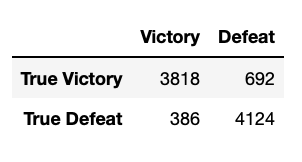 Victory Defeat
True Victory 3818 692
True Defeat 386 4124